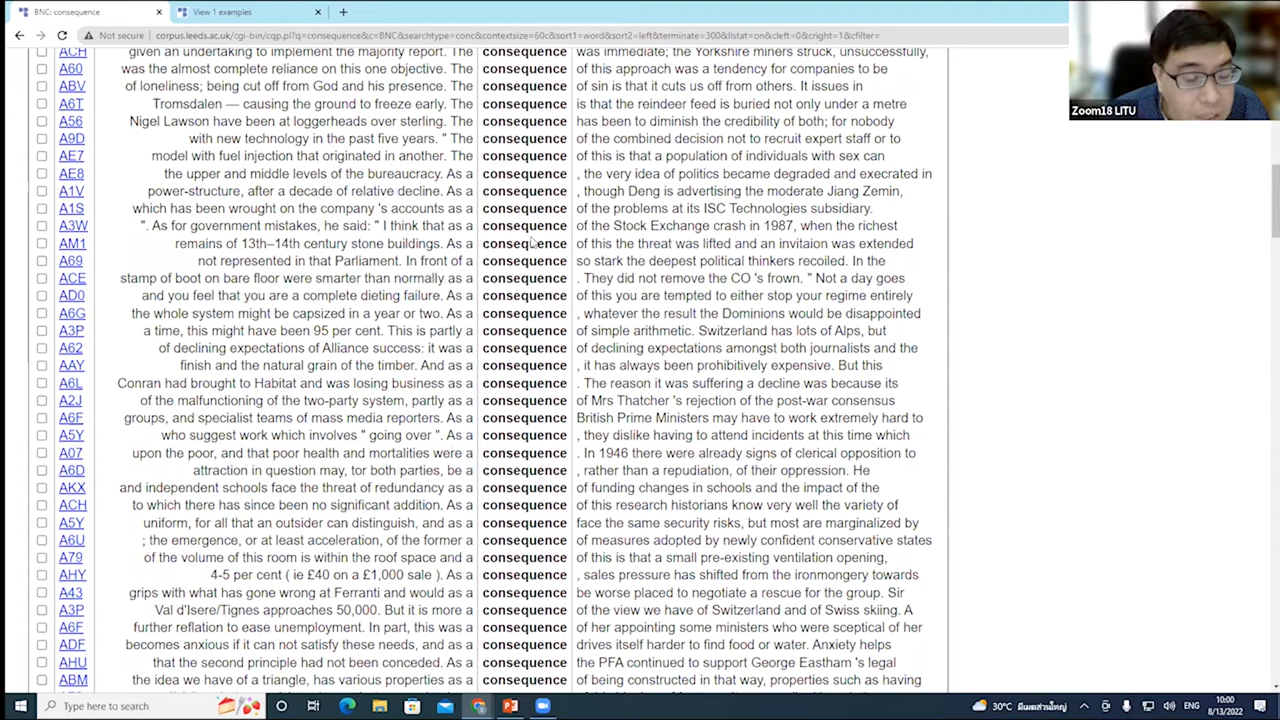 BNC: consequence
View 1 examples
Not secure corpus.leeds.ac.uk/cgi-bin/cqp.pl?q=consequence&c=BNC&searchtype=conc&contextsize=60c&sort1=word&sort2=left&terminate=300&llstat=on&cleft=0&cright=1&cfilter=
Zoom18 LITU
ACH given an undertaking to implement the majority report. The consequence was immediate; the Yorkshire miners struck, unsuccessfully,
A60 was the almost complete reliance on this one objective. The consequence of this approach was a tendency for companies to be
ABV of loneliness; being cut off from God and his presence. The consequence of sin is that it cuts us off from others. It issues in
A6T Tromsdalen — causing the ground to freeze early. The consequence is that the reindeer feed is buried not only under a metre
A56 Nigel Lawson have been at loggerheads over sterling. The consequence has been to diminish the credibility of both; for nobody
A9D with new technology in the past five years. " The consequence of the combined decision not to recruit expert staff or to
AE7 model with fuel injection that originated in another. The consequence of this is that a population of individuals with sex can
AE8 the upper and middle levels of the bureaucracy. As a consequence , the very idea of politics became degraded and execrated in
A1V power-structure, after a decade of relative decline. As a consequence , though Deng is advertising the moderate Jiang Zemin,
A1S which has been wrought on the company 's accounts as a consequence of the problems at its ISC Technologies subsidiary.
A3W ". As for government mistakes, he said: " I think that as a consequence of the Stock Exchange crash in 1987, when the richest
AM1 remains of 13th–14th century stone buildings. As a consequence of this the threat was lifted and an invitaion was extended
A69 not represented in that Parliament. In front of a consequence so stark the deepest political thinkers recoiled. In the
ACE stamp of boot on bare floor were smarter than normally as a consequence . They did not remove the CO 's frown. " Not a day goes
AD0 and you feel that you are a complete dieting failure. As a consequence of this you are tempted to either stop your regime entirely
A6G the whole system might be capsized in a year or two. As a consequence , whatever the result the Dominions would be disappointed
A3P a time, this might have been 95 per cent. This is partly a consequence of simple arithmetic. Switzerland has lots of Alps, but
A62 of declining expectations of Alliance success: it was a consequence of declining expectations amongst both journalists and the
AAY finish and the natural grain of the timber. And as a consequence , it has always been prohibitively expensive. But this
A6L Conran had brought to Habitat and was losing business as a consequence . The reason it was suffering a decline was because its
A2J of the malfunctioning of the two-party system, partly as a consequence of Mrs Thatcher 's rejection of the post-war consensus
A6F groups, and specialist teams of mass media reporters. As a consequence British Prime Ministers may have to work extremely hard to
A5Y who suggest work which involves " going over ". As a consequence , they dislike having to attend incidents at this time which
A07 upon the poor, and that poor health and mortalities were a consequence . In 1946 there were already signs of clerical opposition to
A6D attraction in question may, tor both parties, be a consequence , rather than a repudiation, of their oppression. He
AKX and independent schools face the threat of redundancy as a consequence of funding changes in schools and the impact of the
ACH to which there has since been no significant addition. As a consequence of this research historians know very well the variety of
A5Y uniform, for all that an outsider can distinguish, and as a consequence face the same security risks, but most are marginalized by
A6U ; the emergence, or at least acceleration, of the former a consequence of measures adopted by newly confident conservative states
A79 of the volume of this room is within the roof space and a consequence of this is that a small pre-existing ventilation opening,
AHY 4-5 per cent ( ie £40 on a £1,000 sale ). As a consequence , sales pressure has shifted from the ironmongery towards
A43 grips with what has gone wrong at Ferranti and would as a consequence be worse placed to negotiate a rescue for the group. Sir
A3P Val d'Isere/Tignes approaches 50,000. But it is more a consequence of the view we have of Switzerland and of Swiss skiing. A
A6F further reflation to ease unemployment. In part, this was a consequence of her appointing some ministers who were sceptical of her
ADF becomes anxious if it can not satisfy these needs, and as a consequence drives itself harder to find food or water. Anxiety helps
AHU that the second principle had not been conceded. As a consequence the PFA continued to support George Eastham 's legal
ABM the idea we have of a triangle, has various properties as a consequence of being constructed in that way, properties such as having
Type here to search
30°C มีเมฆส่วนใหญ่
ENG
10:00
8/13/2022